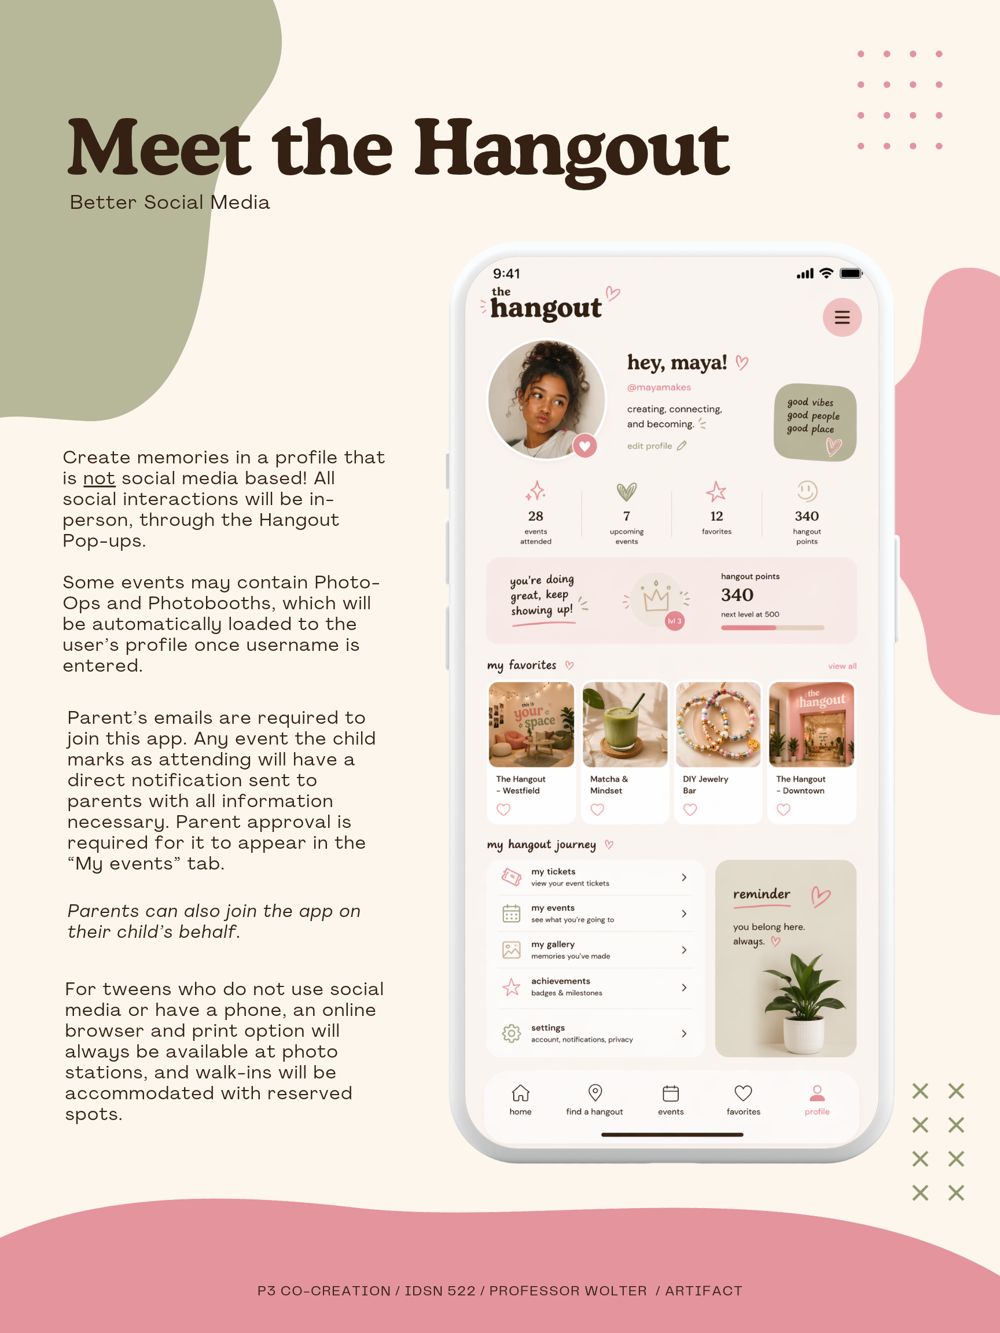 Meet the Hangout
Better Social Media
Create memories in a profile that
is not social media based! All
social interactions will be in-
person, through the Hangout
Pop-ups.
Some events may contain Photo-
Ops and Photobooths, which will
be automatically loaded to the
user's profile once username is
entered.
Parent's emails are required to
join this app. Any event the child
marks as attending will have a
direct notification sent to
parents with all information
necessary. Parent approval is
required for it to appear in the
“My events” tab.
Parents can also join the app on
their child's behalf.
For tweens who do not use social
media or have a phone, an online
browser and print option will
always be available at photo
stations, and walk-ins will be
accommodated with reserved
spots.
9:41
the
hangout
hey, maya!
@mayamakes
creating, connecting,
and becoming.
edit profile
good vibes
good people
good place
28
events
attended
7
upcoming
events
12
favorites
340
hangout
points
you're doing
great, keep
showing up!
lvl 3
hangout points
340
next level at 500
my favorites
view all
this is
your
space
the
hangout
The Hangout
- Westfield
Matcha &
Mindset
DIY Jewelry
Bar
The Hangout
- Downtown
my hangout journey
my tickets
view your event tickets
my events
see what you're going to
my gallery
memories you've made
achievements
badges & milestones
settings
account, notifications, privacy
reminder
you belong here.
always.
home
find a hangout
events
favorites
profile
P3 CO-CREATION / IDSN 522 / PROFESSOR WOLTER / ARTIFACT